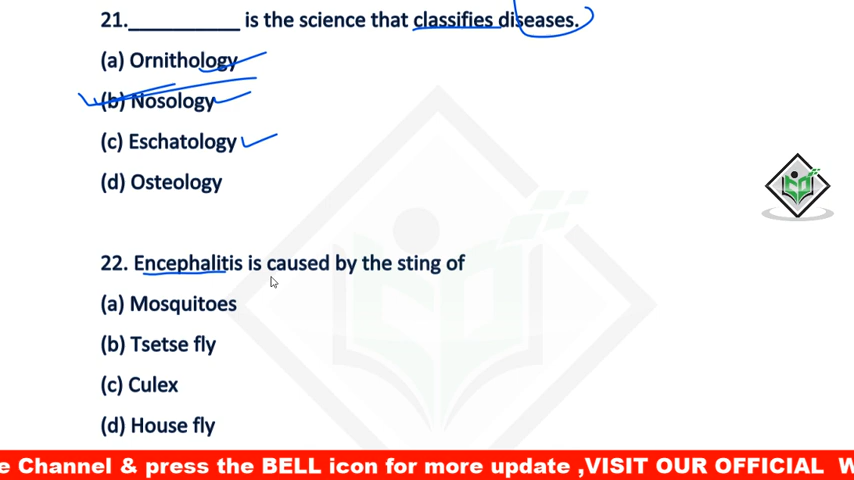 21.__________ is the science that classifies diseases.
(a) Ornithology
(b) Nosology
(c) Eschatology
(d) Osteology
22. Encephalitis is caused by the sting of
(a) Mosquitoes
(b) Tsetse fly
(c) Culex
(d) House fly
e Channel & press the BELL icon for more update ,VISIT OUR OFFICIAL W